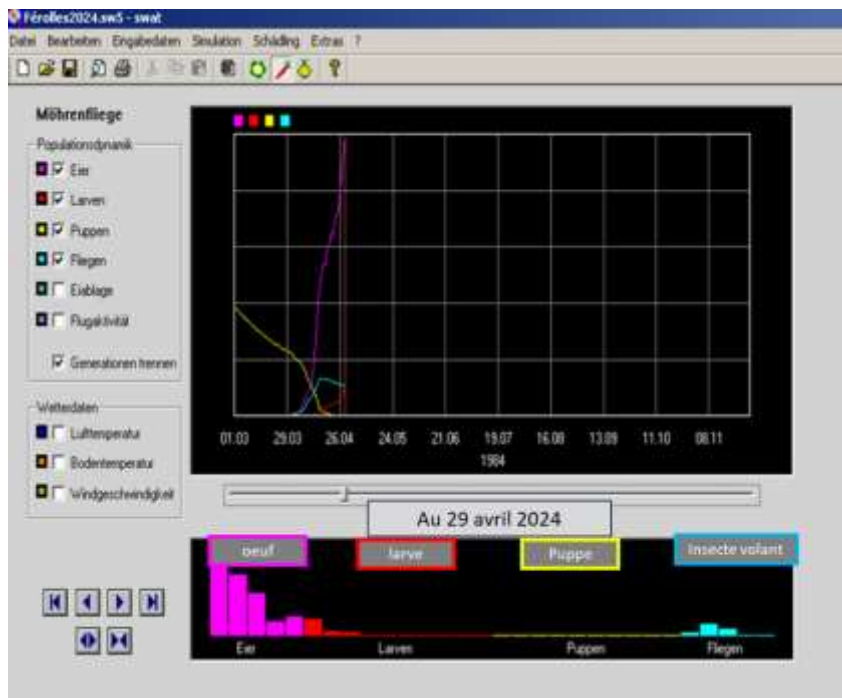 Férolles2024.sw5 - swat
Datei Bearbeiten Eingabedaten Simulation Schädling Extras ?
Möhrenfliege
Populationsdynamik
Eier
Larven
Puppen
Fliegen
Eiablage
Flugaktivität
Generationen trennen
Wetterdaten
Lufttemperatur
Bodentemperatur
Windgeschwindigkeit
01.03 29.03 26.04 24.05 21.06 19.07 16.08 13.09 11.10 08.11
1984
Au 29 avril 2024
oeuf larve Puppe Insecte volant
Eier Larven Puppen Fliegen